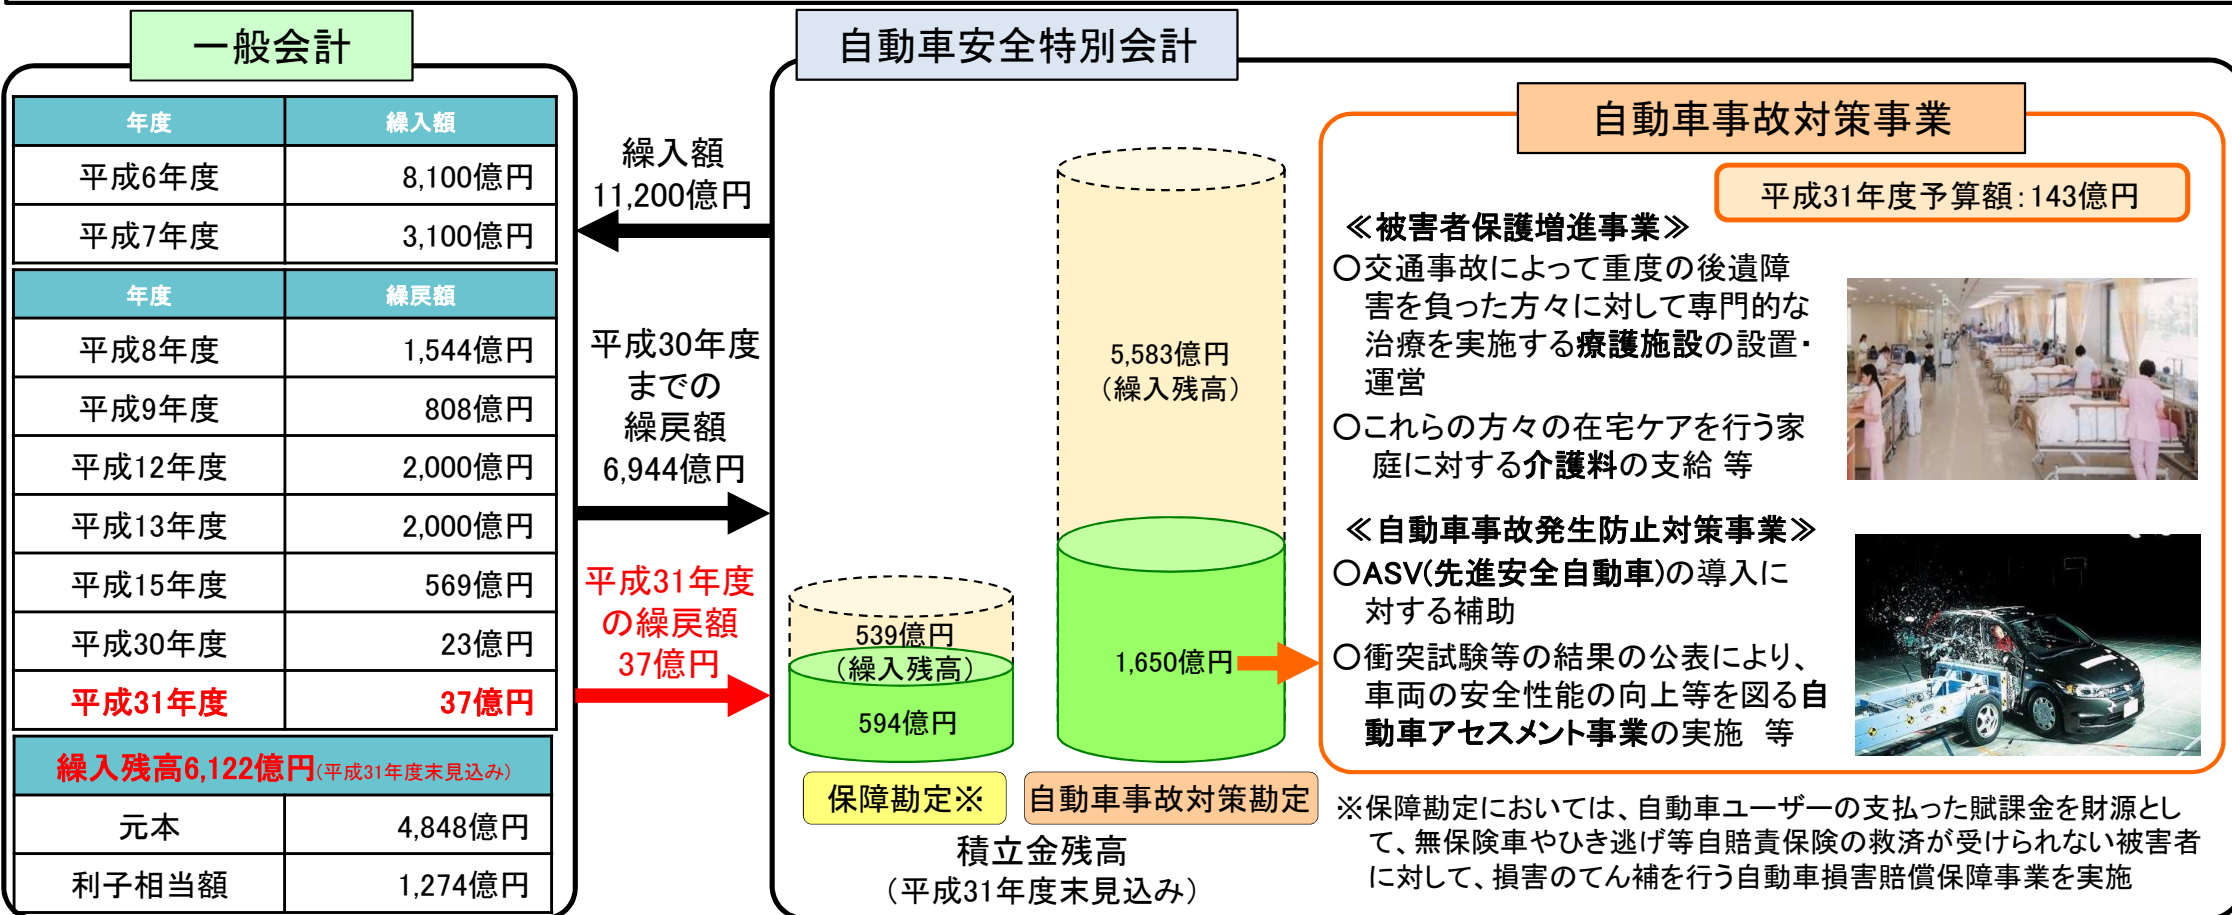 一般会計
年度 繰入額
平成6年度 8,100億円
平成7年度 3,100億円
年度 繰戻額
平成8年度 1,544億円
平成9年度 808億円
平成12年度 2,000億円
平成13年度 2,000億円
平成15年度 569億円
平成30年度 23億円
平成31年度 37億円
繰入残高6,122億円(平成31年度末見込み)
元本 4,848億円
利子相当額 1,274億円
繰入額
11,200億円
平成30年度
までの
繰戻額
6,944億円
平成31年度
の繰戻額
37億円
自動車安全特別会計
539億円
(繰入残高)
594億円
保障勘定※
5,583億円
(繰入残高)
1,650億円
自動車事故対策勘定
積立金残高
(平成31年度末見込み)
自動車事故対策事業
平成31年度予算額:143億円
≪被害者保護増進事業≫
○交通事故によって重度の後遺障
害を負った方々に対して専門的な
治療を実施する療護施設の設置・
運営
○これらの方々の在宅ケアを行う家
庭に対する介護料の支給 等
≪自動車事故発生防止対策事業≫
○ASV(先進安全自動車)の導入に
対する補助
○衝突試験等の結果の公表により、
車両の安全性能の向上等を図る自
動車アセスメント事業の実施 等
※保障勘定においては、自動車ユーザーの支払った賦課金を財源とし
て、無保険車やひき逃げ等自賠責保険の救済が受けられない被害者
に対して、損害のてん補を行う自動車損害賠償保障事業を実施